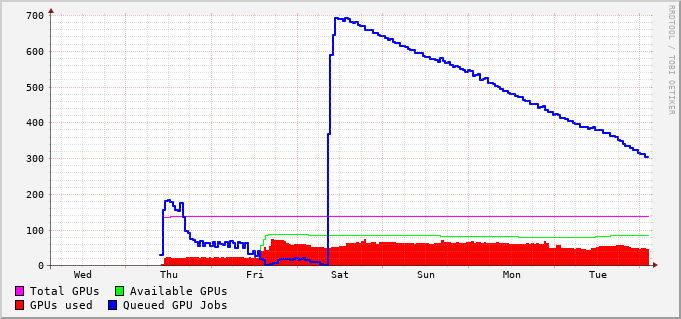 700
600
500
400
300
200
100
0
Wed Thu Fri Sat Sun Mon Tue
Total GPUs Available GPUs
GPUs used Queued GPU Jobs
RRDTOOL / TOBI OETIKER